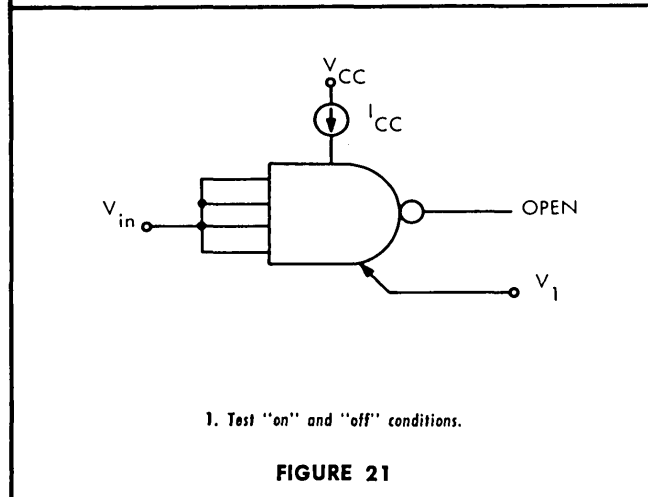 VCC
ICC
Vin
OPEN
V1
1. Test "on" and "off" conditions.
FIGURE 21